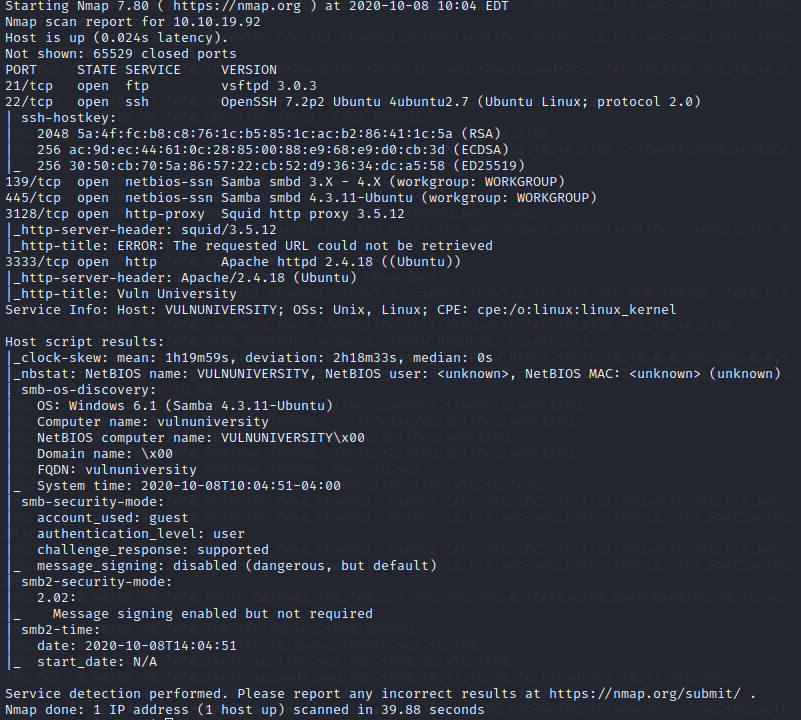 Starting Nmap 7.80 ( https://nmap.org ) at 2020-10-08 10:04 EDT
Nmap scan report for 10.10.19.92
Host is up (0.024s latency).
Not shown: 65529 closed ports
PORT     STATE SERVICE     VERSION
21/tcp   open  ftp         vsftpd 3.0.3
22/tcp   open  ssh         OpenSSH 7.2p2 Ubuntu 4ubuntu2.7 (Ubuntu Linux; protocol 2.0)
| ssh-hostkey:
|   2048 5a:4f:fc:b8:c8:76:1c:b5:85:1c:ac:b2:86:41:1c:5a (RSA)
|   256 ac:9d:ec:44:61:0c:28:85:00:88:e9:68:e9:d0:cb:3d (ECDSA)
|_  256 30:50:cb:70:5a:86:57:22:cb:52:d9:36:34:dc:a5:58 (ED25519)
139/tcp  open  netbios-ssn Samba smbd 3.X - 4.X (workgroup: WORKGROUP)
445/tcp  open  netbios-ssn Samba smbd 4.3.11-Ubuntu (workgroup: WORKGROUP)
3128/tcp open  http-proxy  Squid http proxy 3.5.12
|_http-server-header: squid/3.5.12
|_http-title: ERROR: The requested URL could not be retrieved
3333/tcp open  http        Apache httpd 2.4.18 ((Ubuntu))
|_http-server-header: Apache/2.4.18 (Ubuntu)
|_http-title: Vuln University
Service Info: Host: VULNUNIVERSITY; OSs: Unix, Linux; CPE: cpe:/o:linux:linux_kernel

Host script results:
|_clock-skew: mean: 1h19m59s, deviation: 2h18m33s, median: 0s
|_nbstat: NetBIOS name: VULNUNIVERSITY, NetBIOS user: <unknown>, NetBIOS MAC: <unknown> (unknown)
| smb-os-discovery:
|   OS: Windows 6.1 (Samba 4.3.11-Ubuntu)
|   Computer name: vulnuniversity
|   NetBIOS computer name: VULNUNIVERSITY\x00
|   Domain name: \x00
|   FQDN: vulnuniversity
|_  System time: 2020-10-08T10:04:51-04:00
| smb-security-mode:
|   account_used: guest
|   authentication_level: user
|   challenge_response: supported
|_  message_signing: disabled (dangerous, but default)
| smb2-security-mode:
|   2.02:
|_    Message signing enabled but not required
| smb2-time:
|   date: 2020-10-08T14:04:51
|_  start_date: N/A

Service detection performed. Please report any incorrect results at https://nmap.org/submit/ .
Nmap done: 1 IP address (1 host up) scanned in 39.88 seconds